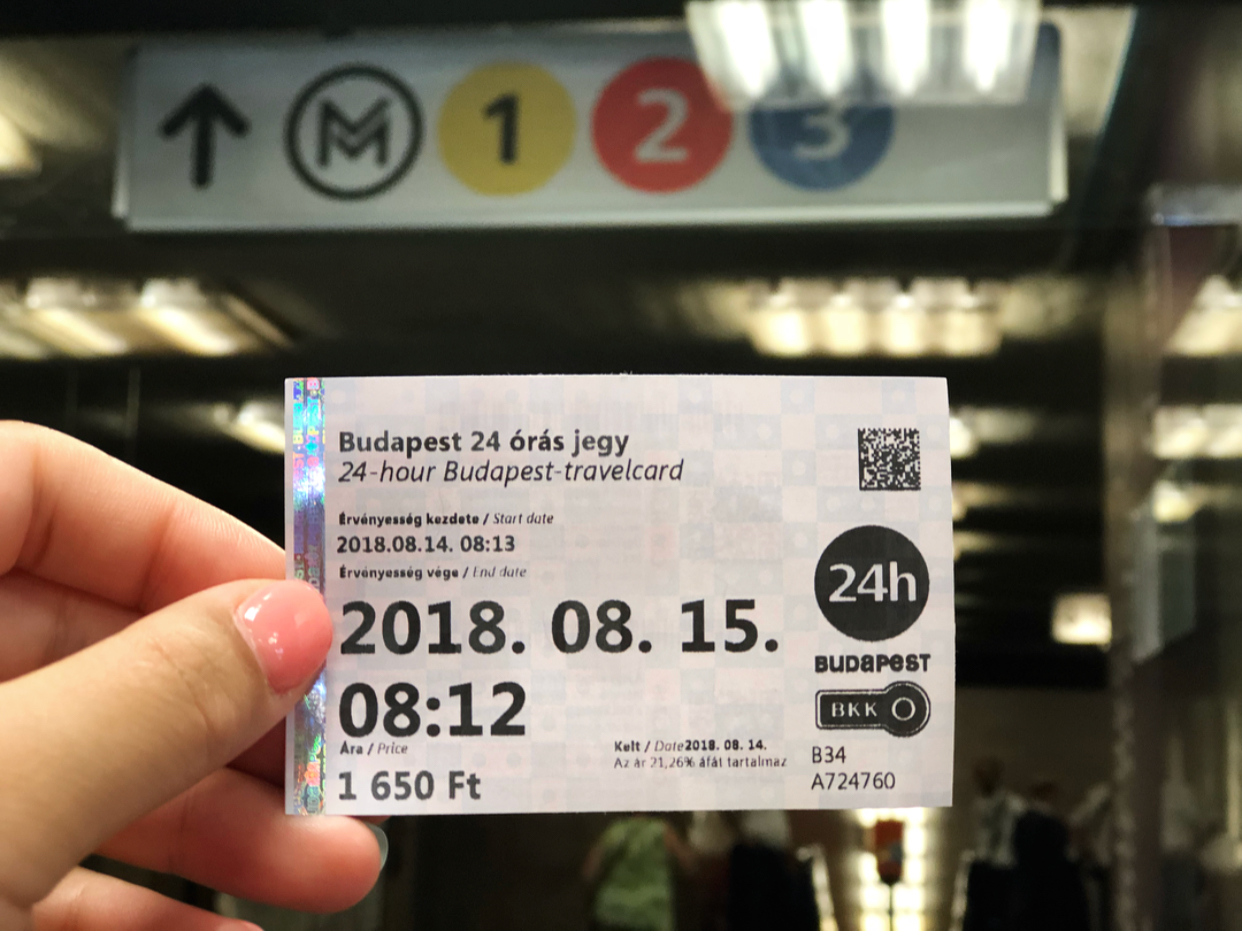 M 1 2 3
Budapest 24 órás jegy
24-hour Budapest-travelcard
Érvényesség kezdete / Start date
2018.08.14. 08:13
Érvényesség vége / End date
2018. 08. 15.
08:12
24h
BUDAPEST
BKK
Ára / Price
1 650 Ft
Kelt / Date2018. 08. 14.
Az ár 21,26% áfát tartalmaz
B34
A724760